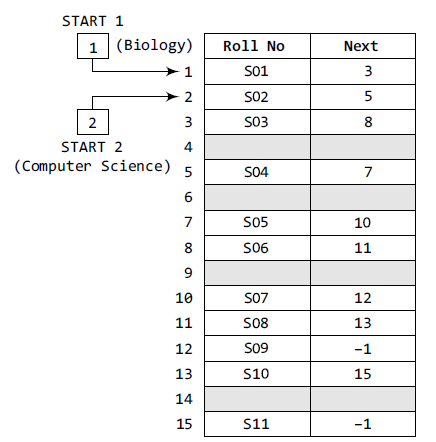 START 1
1 (Biology)
Roll No Next
1 S01 3
2 S02 5
2
3 S03 8
START 2
4
(Computer Science)
5 S04 7
6
7 S05 10
8 S06 11
9
10 S07 12
11 S08 13
12 S09 –1
13 S10 15
14
15 S11 –1